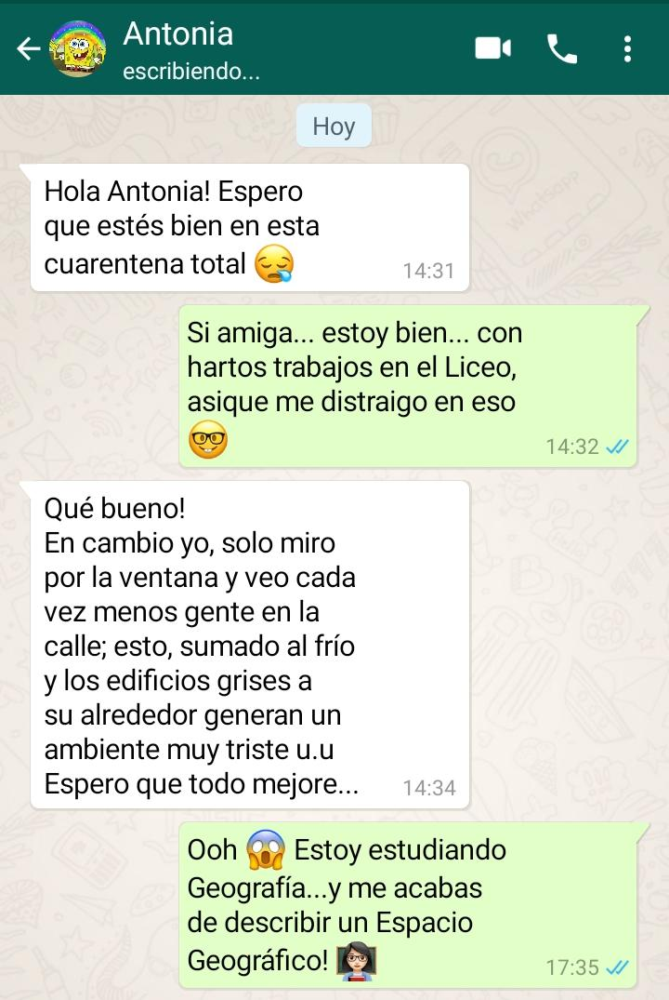 Antonia
escribiendo...
Hoy
Hola Antonia! Espero
que estés bien en esta
cuarentena total 😪
14:31
Si amiga... estoy bien... con
hartos trabajos en el Liceo,
asique me distraigo en eso
🤓
14:32
Qué bueno!
En cambio yo, solo miro
por la ventana y veo cada
vez menos gente en la
calle; esto, sumado al frío
y los edificios grises a
su alrededor generan un
ambiente muy triste u.u
Espero que todo mejore...
14:34
Ooh 😱 Estoy estudiando
Geografía...y me acabas
de describir un Espacio
Geográfico! 👩🏻‍🏫
17:35
Whatsapp